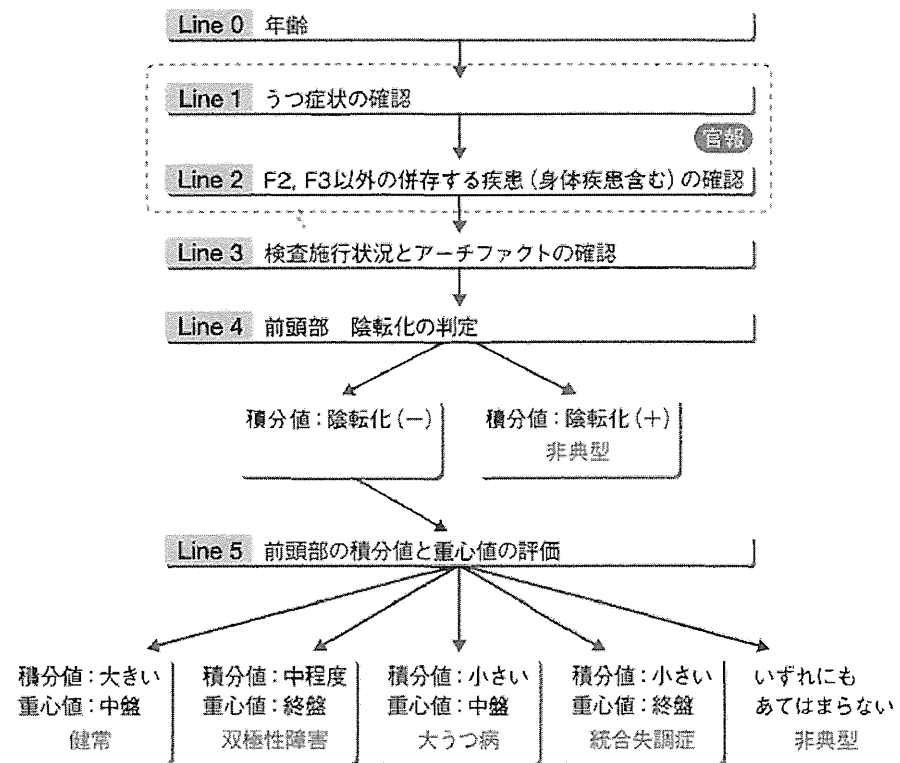 Line 0 年齢
Line 1 うつ症状の確認
官報
Line 2 F2, F3以外の併存する疾患（身体疾患含む）の確認
Line 3 検査施行状況とアーチファクトの確認
Line 4 前頭部　陰転化の判定
積分値：陰転化（－）
積分値：陰転化（＋）
非典型
Line 5 前頭部の積分値と重心値の評価
積分値：大きい
重心値：中盤
健常
積分値：中程度
重心値：終盤
双極性障害
積分値：小さい
重心値：中盤
大うつ病
積分値：小さい
重心値：終盤
統合失調症
いずれにも
あてはまらない
非典型